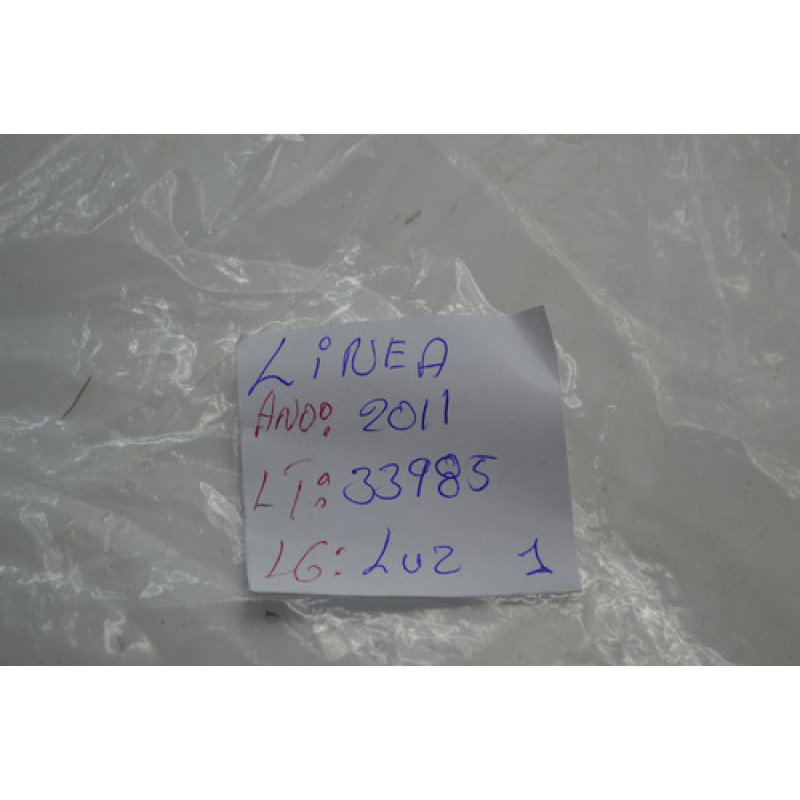 LiNEA
ANO: 2011
LT: 33985
LG: Luz 1